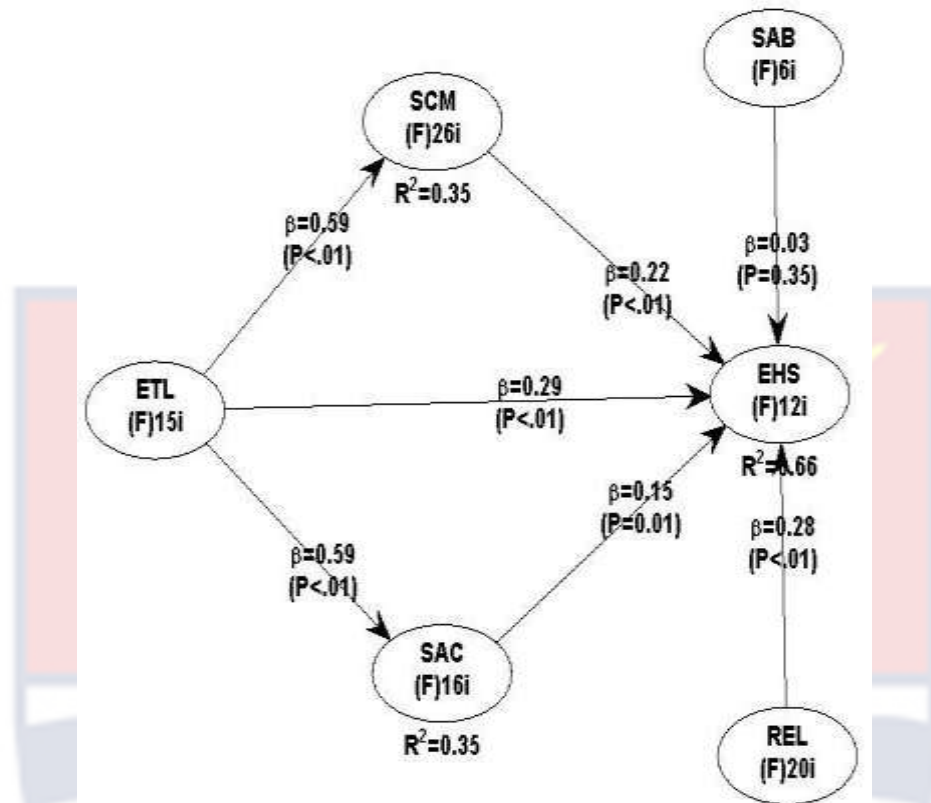 SAB
(F)6i
SCM
(F)26i
R²=0.35
β=0.59
(P<.01)
β=0.22
(P<.01)
β=0.03
(P=0.35)
ETL
(F)15i
β=0.29
(P<.01)
EHS
(F)12i
R²=0.66
β=0.15
(P=0.01)
β=0.28
(P<.01)
β=0.59
(P<.01)
SAC
(F)16i
R²=0.35
REL
(F)20i